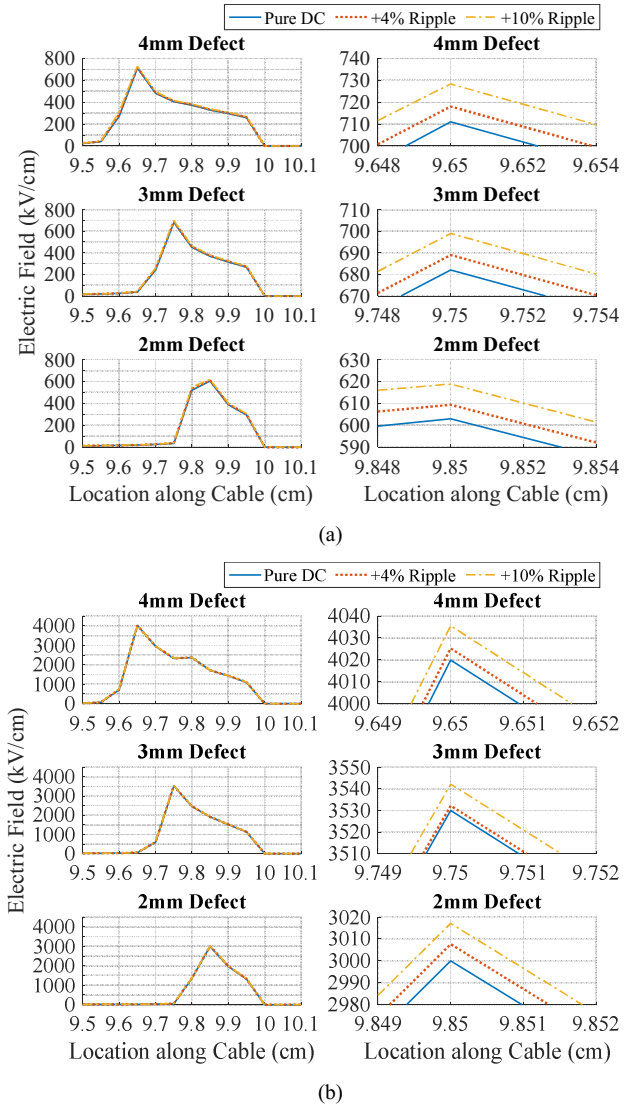 Pure DC +4% Ripple +10% Ripple
4mm Defect 4mm Defect
800 740
600 730
400 720
200 710
0 700
9.5 9.6 9.7 9.8 9.9 10 10.1 9.648 9.65 9.652 9.654
3mm Defect 3mm Defect
800 710
600 700
400 690
200 680
0 670
9.5 9.6 9.7 9.8 9.9 10 10.1 9.748 9.75 9.752 9.754
2mm Defect 2mm Defect
800 630
600 620
400 610
200 600
0 590
9.5 9.6 9.7 9.8 9.9 10 10.1 9.848 9.85 9.852 9.854
Electric Field (kV/cm)
Location along Cable (cm) Location along Cable (cm)
(a)
Pure DC +4% Ripple +10% Ripple
4mm Defect 4mm Defect
4000 4040
3000 4030
2000 4020
1000 4010
0 4000
9.5 9.6 9.7 9.8 9.9 10 10.1 9.649 9.65 9.651 9.652
3mm Defect 3mm Defect
4000 3550
3000 3540
2000 3530
1000 3520
0 3510
9.5 9.6 9.7 9.8 9.9 10 10.1 9.749 9.75 9.751 9.752
2mm Defect 2mm Defect
4000 3020
3000 3010
2000 3000
1000 2990
0 2980
9.5 9.6 9.7 9.8 9.9 10 10.1 9.849 9.85 9.851 9.852
Electric Field (kV/cm)
Location along Cable (cm) Location along Cable (cm)
(b)